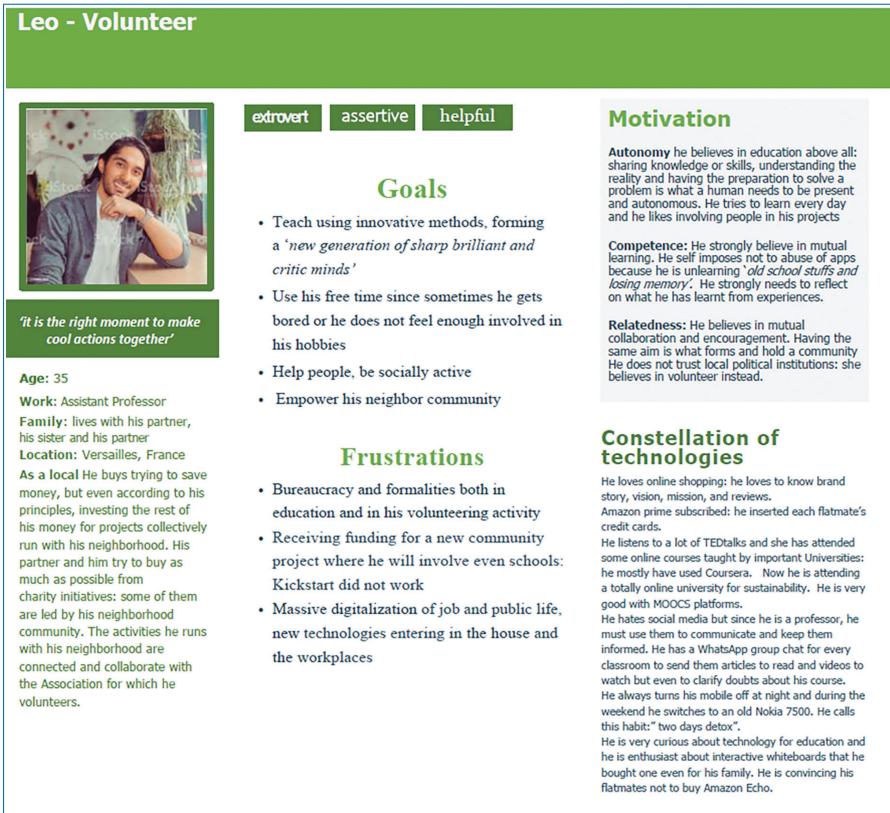 Leo - Volunteer
iStock
iStock
iStock
'it is the right moment to make
cool actions together'
Age: 35
Work: Assistant Professor
Family: lives with his partner,
his sister and his partner
Location: Versailles, France
As a local He buys trying to save
money, but even according to his
principles, investing the rest of
his money for projects collectively
run with his neighborhood. His
partner and him try to buy as
much as possible from
charity initiatives: some of them
are led by his neighborhood
community. The activities he runs
with his neighborhood are
connected and collaborate with
the Association for which he
volunteers.
extrovert assertive helpful
Goals
• Teach using innovative methods, forming
a 'new generation of sharp brilliant and
critic minds'
• Use his free time since sometimes he gets
bored or he does not feel enough involved in
his hobbies
• Help people, be socially active
• Empower his neighbor community
Frustrations
• Bureaucracy and formalities both in
education and in his volunteering activity
• Receiving funding for a new community
project where he will involve even schools:
Kickstart did not work
• Massive digitalization of job and public life,
new technologies entering in the house and
the workplaces
Motivation
Autonomy he believes in education above all:
sharing knowledge or skills, understanding the
reality and having the preparation to solve a
problem is what a human needs to be present
and autonomous. He tries to learn every day
and he likes involving people in his projects
Competence: He strongly believe in mutual
learning. He self imposes not to abuse of apps
because he is unlearning 'old school stuffs and
losing memory'. He strongly needs to reflect
on what he has learnt from experiences.
Relatedness: He believes in mutual
collaboration and encouragement. Having the
same aim is what forms and hold a community
He does not trust local political institutions: she
believes in volunteer instead.
Constellation of
technologies
He loves online shopping: he loves to know brand
story, vision, mission, and reviews.
Amazon prime subscribed: he inserted each flatmate's
credit cards.
He listens to a lot of TEDtalks and she has attended
some online courses taught by important Universities:
he mostly have used Coursera. Now he is attending
a totally online university for sustainability. He is very
good with MOOCS platforms.
He hates social media but since he is a professor, he
must use them to communicate and keep them
informed. He has a WhatsApp group chat for every
classroom to send them articles to read and videos to
watch but even to clarify doubts about his course.
He always turns his mobile off at night and during the
weekend he switches to an old Nokia 7500. He calls
this habit:" two days detox".
He is very curious about technology for education and
he is enthusiast about interactive whiteboards that he
bought one even for his family. He is convincing his
flatmates not to buy Amazon Echo.